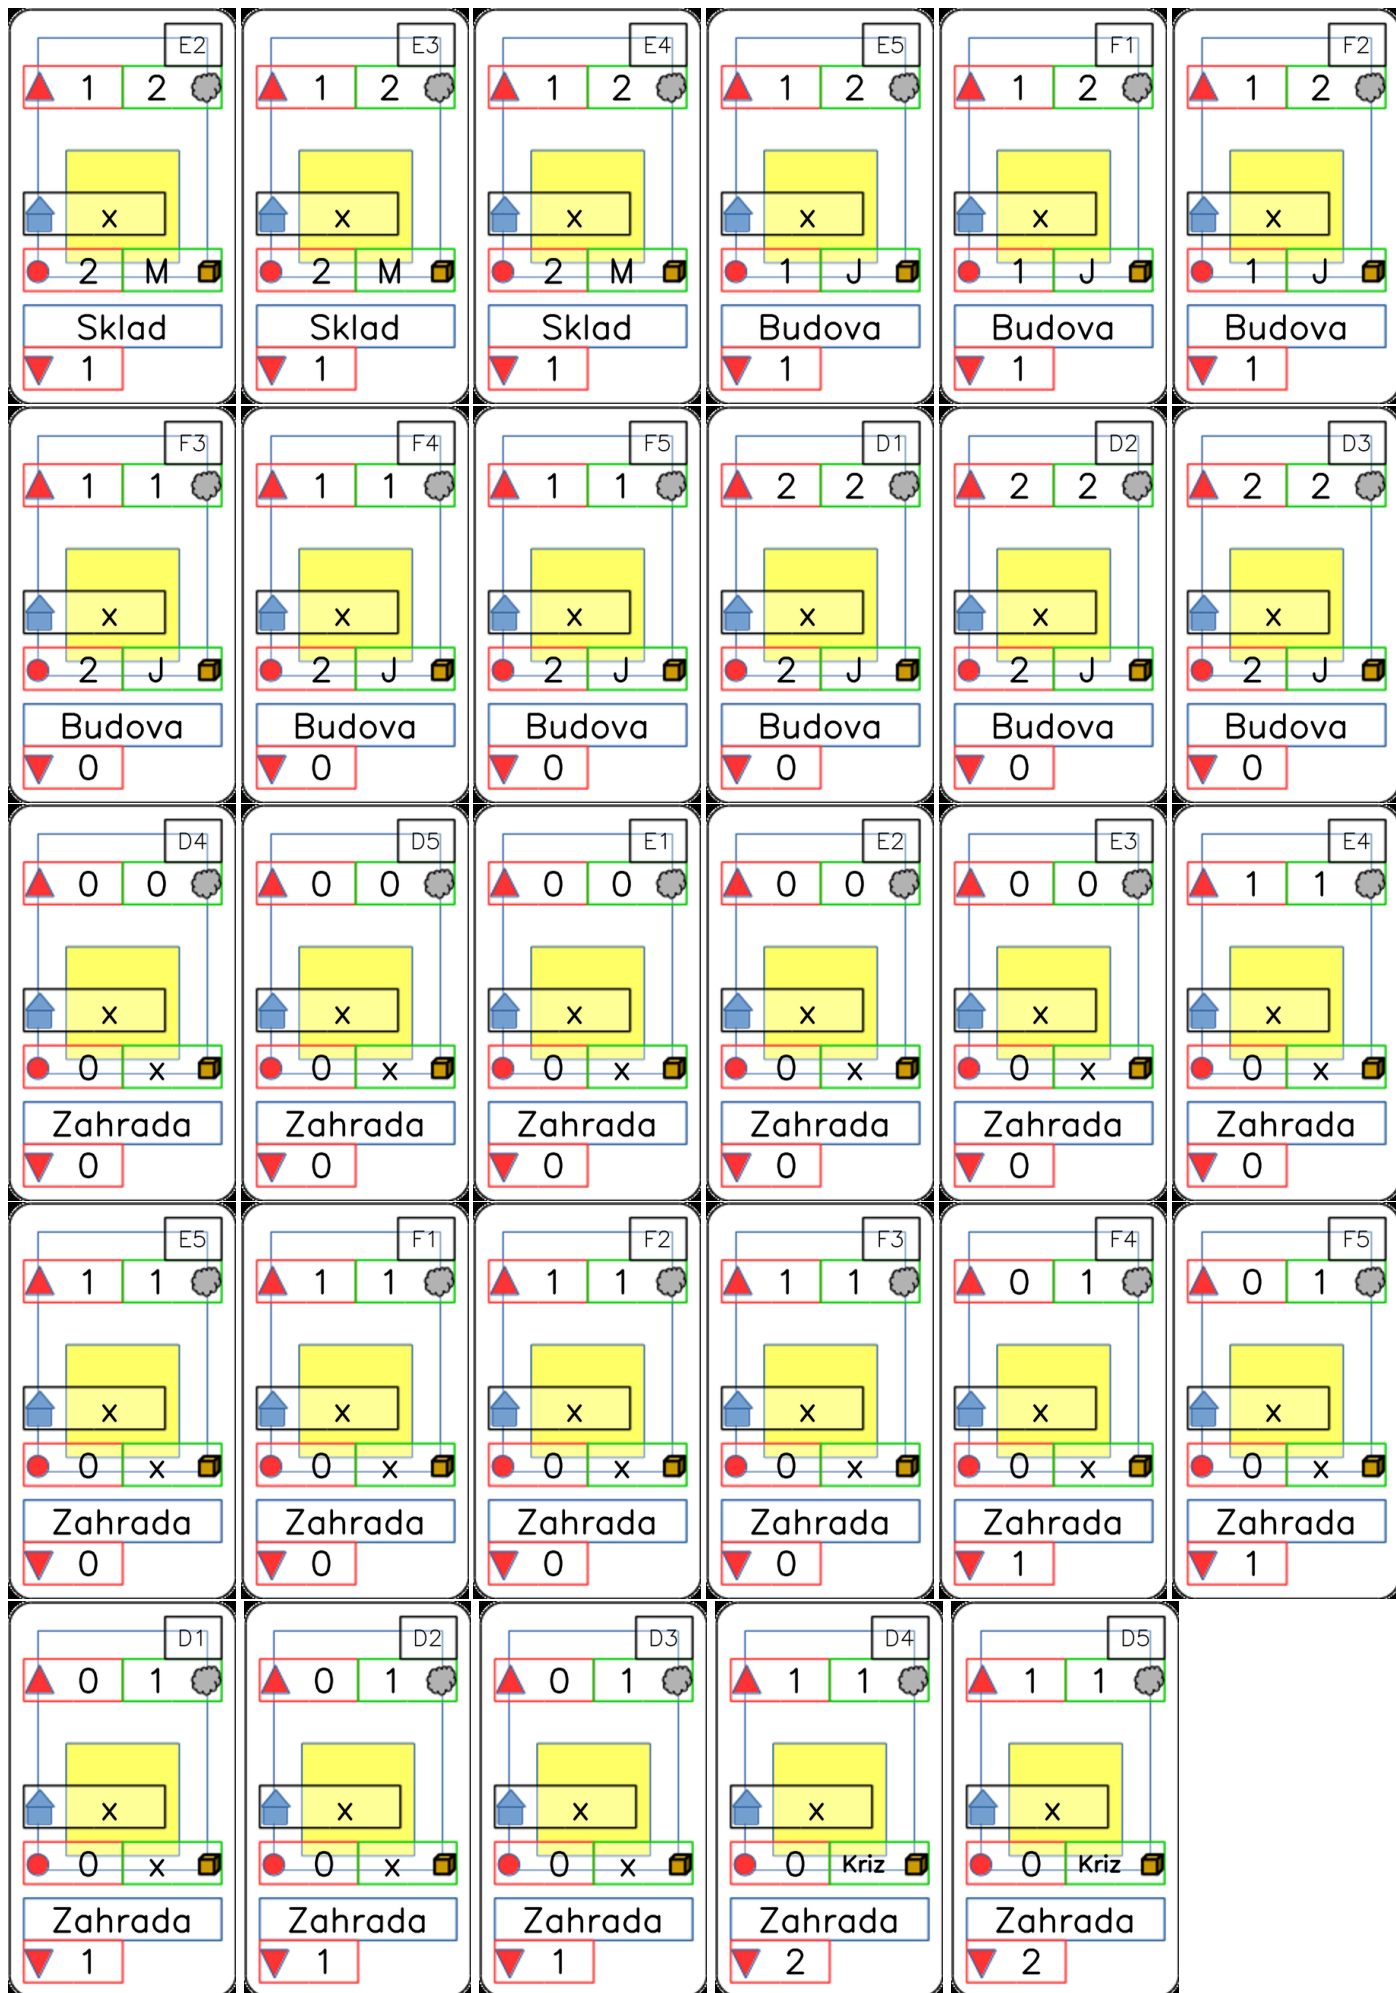 E2 E3 E4 E5 F1 F2
1 2 1 2 1 2 1 2 1 2 1 2
x x x x x x
2 M 2 M 2 M 1 J 1 J 1 J
Sklad Sklad Sklad Budova Budova Budova
1 1 1 1 1 1
F3 F4 F5 D1 D2 D3
1 1 1 1 1 1 2 2 2 2 2 2
x x x x x x
2 J 2 J 2 J 2 J 2 J 2 J
Budova Budova Budova Budova Budova Budova
0 0 0 0 0 0
D4 D5 E1 E2 E3 E4
0 0 0 0 0 0 0 0 0 0 1 1
x x x x x x
0 x 0 x 0 x 0 x 0 x 0 x
Zahrada Zahrada Zahrada Zahrada Zahrada Zahrada
0 0 0 0 0 0
E5 F1 F2 F3 F4 F5
1 1 1 1 1 1 1 1 0 1 0 1
x x x x x x
0 x 0 x 0 x 0 x 0 x 0 x
Zahrada Zahrada Zahrada Zahrada Zahrada Zahrada
0 0 0 0 1 1
D1 D2 D3 D4 D5
0 1 0 1 0 1 1 1 1 1
x x x x x
0 x 0 x 0 x 0 Kriz 0 Kriz
Zahrada Zahrada Zahrada Zahrada Zahrada
1 1 1 2 2